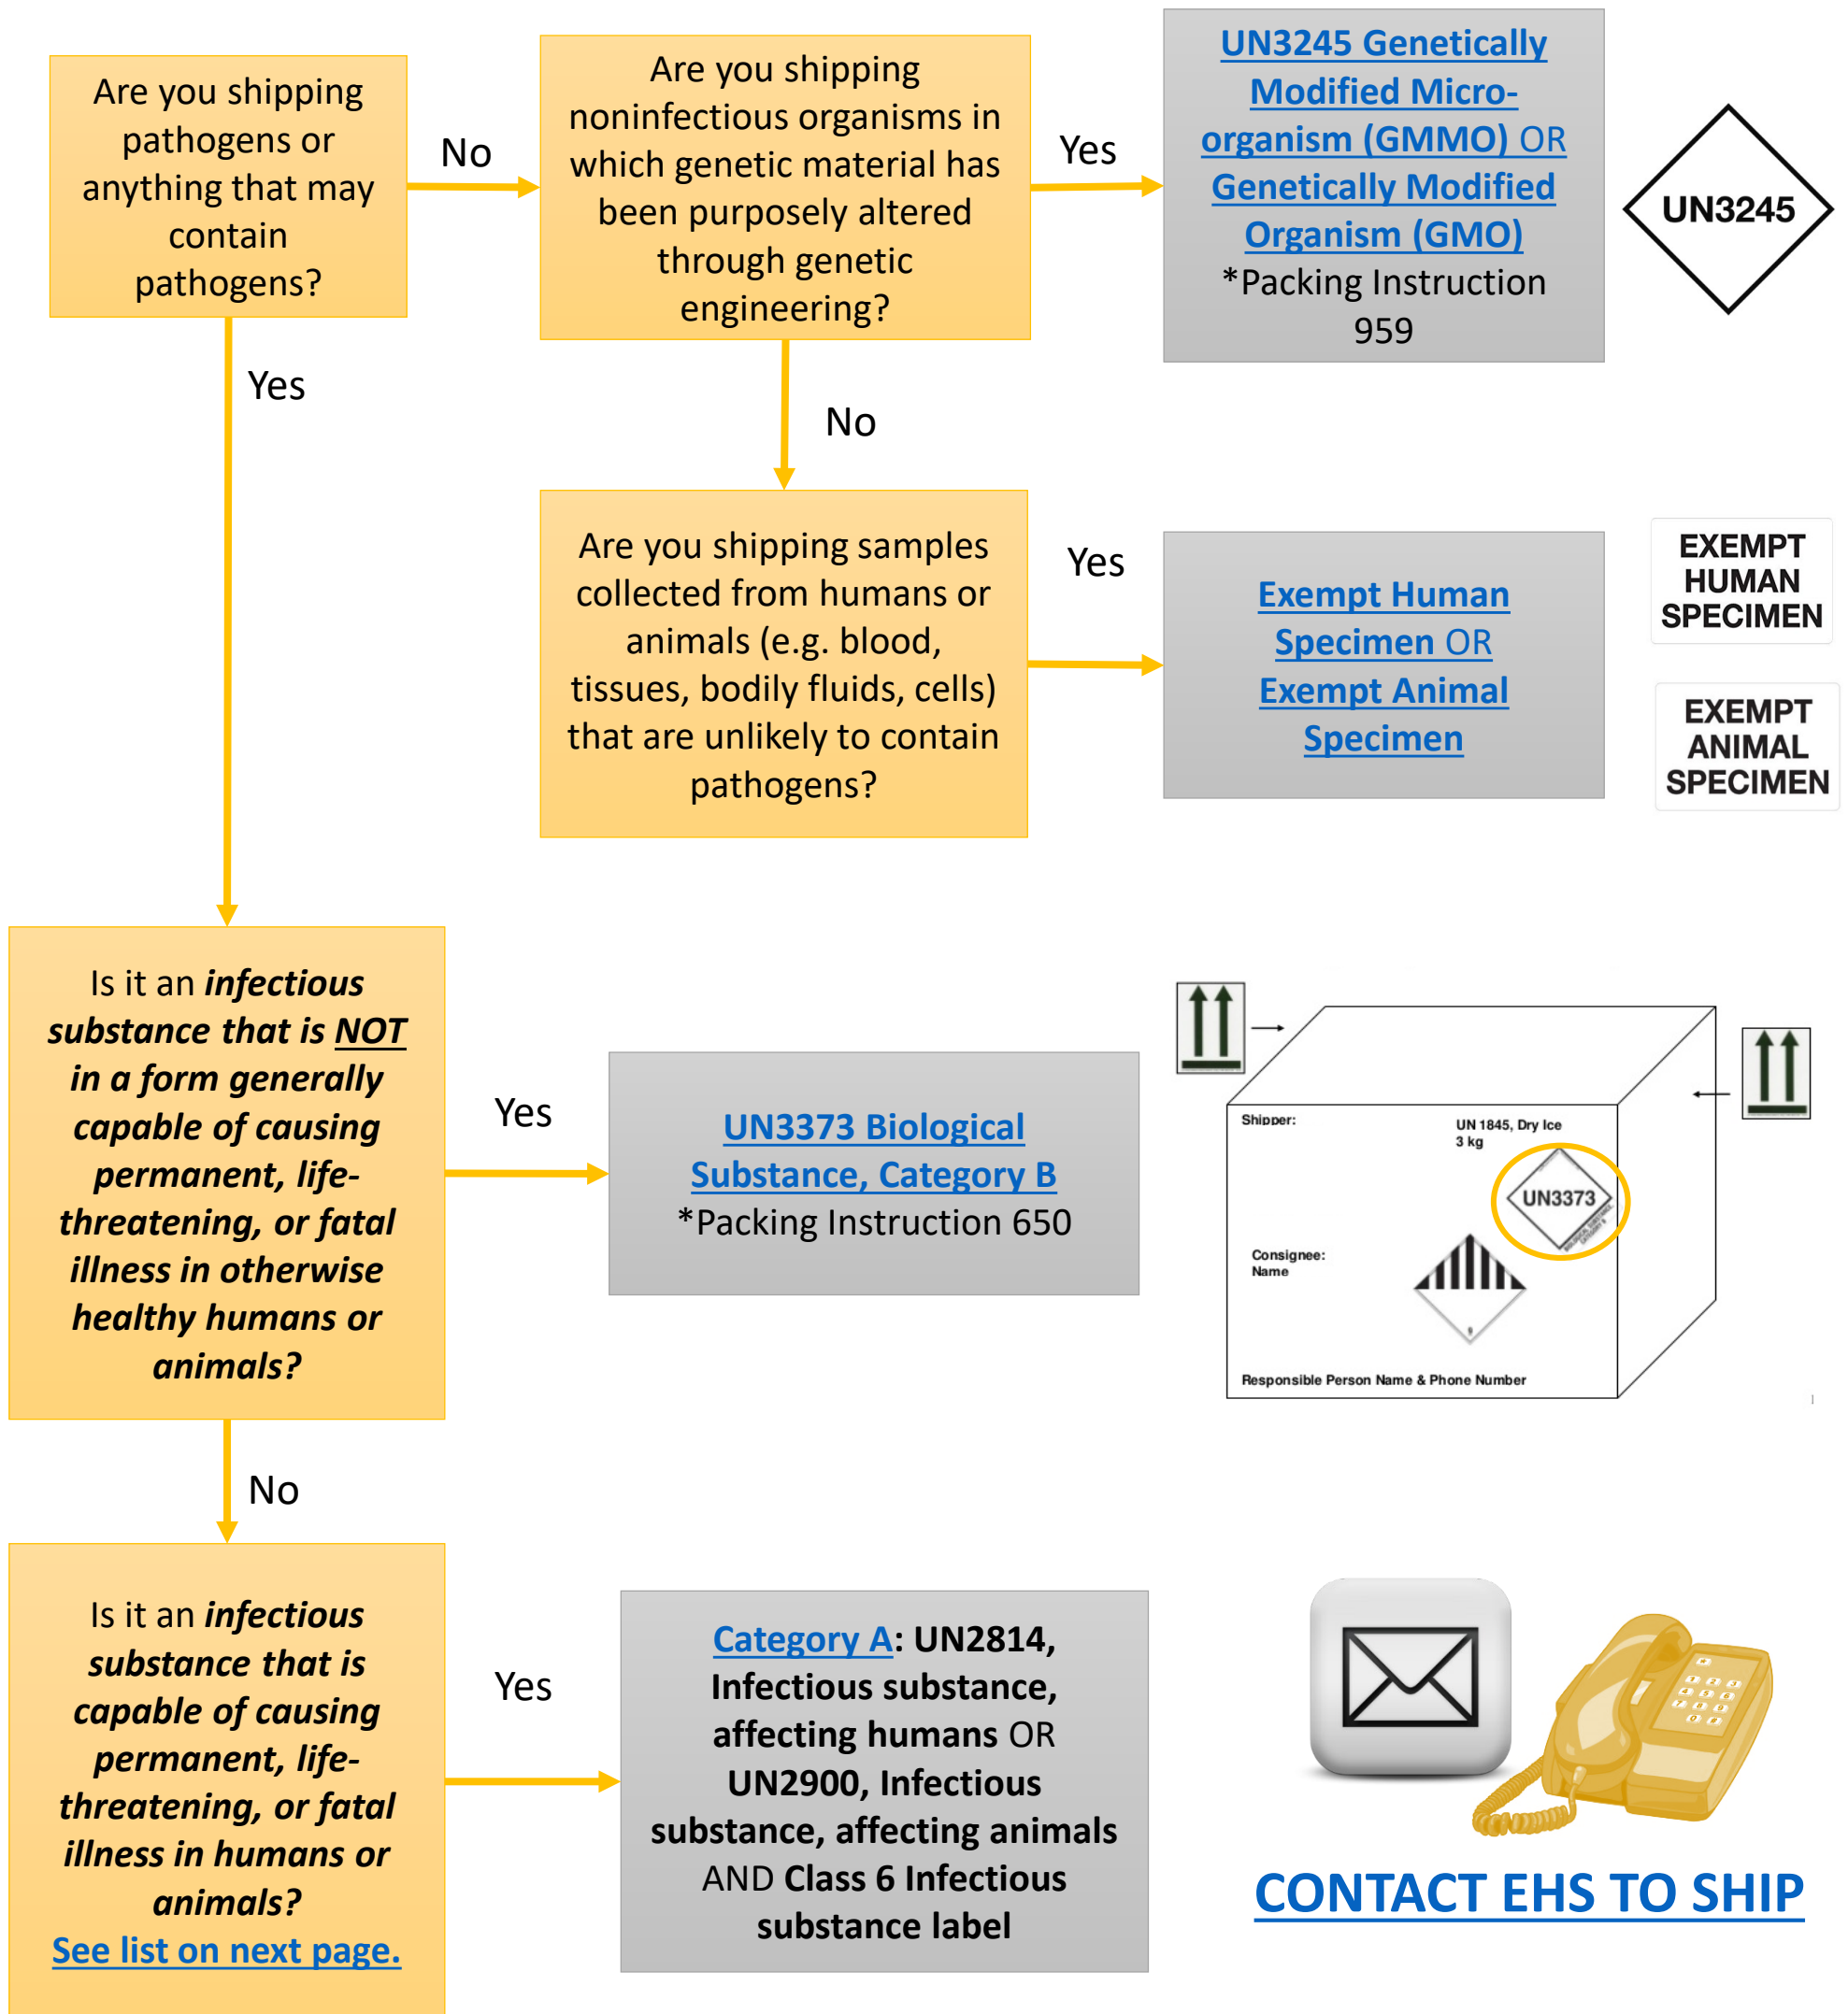 Are you shipping
pathogens or
anything that may
contain
pathogens?
No
Are you shipping
noninfectious organisms in
which genetic material has
been purposely altered
through genetic
engineering?
Yes
UN3245 Genetically
Modified Micro-
organism (GMMO) OR
Genetically Modified
Organism (GMO)
*Packing Instruction
959
UN3245
Yes
No
Are you shipping samples
collected from humans or
animals (e.g. blood,
tissues, bodily fluids, cells)
that are unlikely to contain
pathogens?
Yes
Exempt Human
Specimen OR
Exempt Animal
Specimen
EXEMPT
HUMAN
SPECIMEN
EXEMPT
ANIMAL
SPECIMEN
Is it an infectious
substance that is NOT
in a form generally
capable of causing
permanent, life-
threatening, or fatal
illness in otherwise
healthy humans or
animals?
Yes
UN3373 Biological
Substance, Category B
*Packing Instruction 650
Shipper:
UN 1845, Dry Ice
3 kg
UN3373
BIOLOGICAL SUBSTANCE
CATEGORY B
Consignee:
Name
9
Responsible Person Name & Phone Number
1
No
Is it an infectious
substance that is
capable of causing
permanent, life-
threatening, or fatal
illness in humans or
animals?
See list on next page.
Yes
Category A: UN2814,
Infectious substance,
affecting humans OR
UN2900, Infectious
substance, affecting animals
AND Class 6 Infectious
substance label
CONTACT EHS TO SHIP